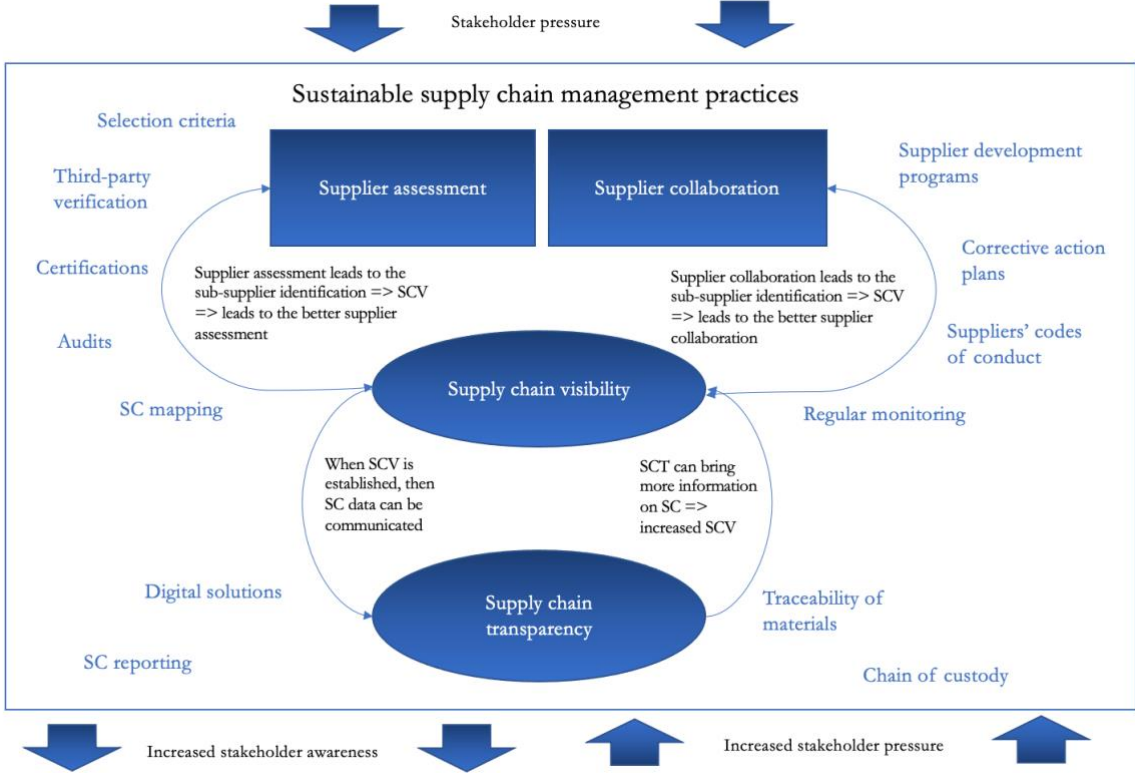 Stakeholder pressure
Sustainable supply chain management practices
Selection criteria
Third-party
verification
Certifications
Audits
SC mapping
Supplier assessment
Supplier collaboration
Supplier development
programs
Corrective action
plans
Suppliers’ codes
of conduct
Regular monitoring
Supplier assessment leads to the
sub-supplier identification => SCV
=> leads to the better supplier
assessment
Supplier collaboration leads to the
sub-supplier identification => SCV
=> leads to the better supplier
collaboration
Supply chain visibility
When SCV is
established, then
SC data can be
communicated
SCT can bring
more information
on SC =>
increased SCV
Digital solutions
SC reporting
Supply chain
transparency
Traceability of
materials
Chain of custody
Increased stakeholder awareness
Increased stakeholder pressure